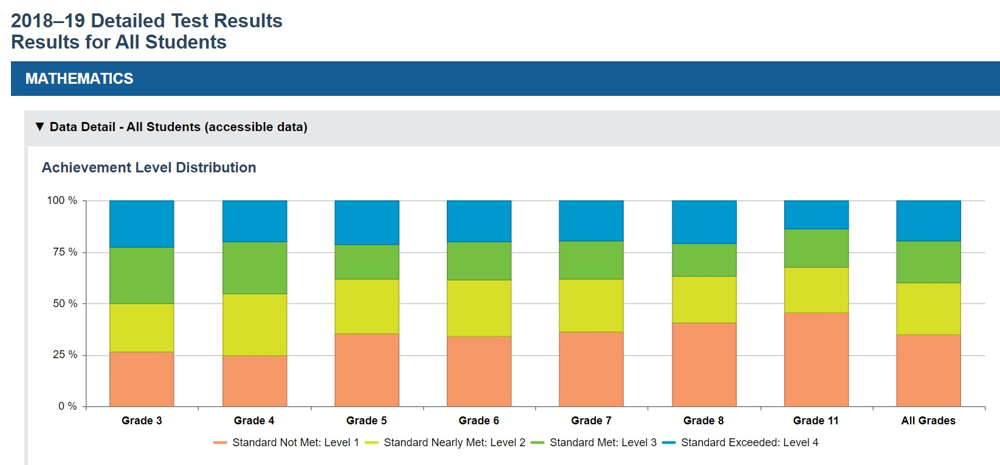 2018–19 Detailed Test Results
Results for All Students
MATHEMATICS
▼ Data Detail - All Students (accessible data)
Achievement Level Distribution
100 %
75 %
50 %
25 %
0 %
Grade 3 Grade 4 Grade 5 Grade 6 Grade 7 Grade 8 Grade 11 All Grades
Standard Not Met: Level 1 Standard Nearly Met: Level 2 Standard Met: Level 3 Standard Exceeded: Level 4